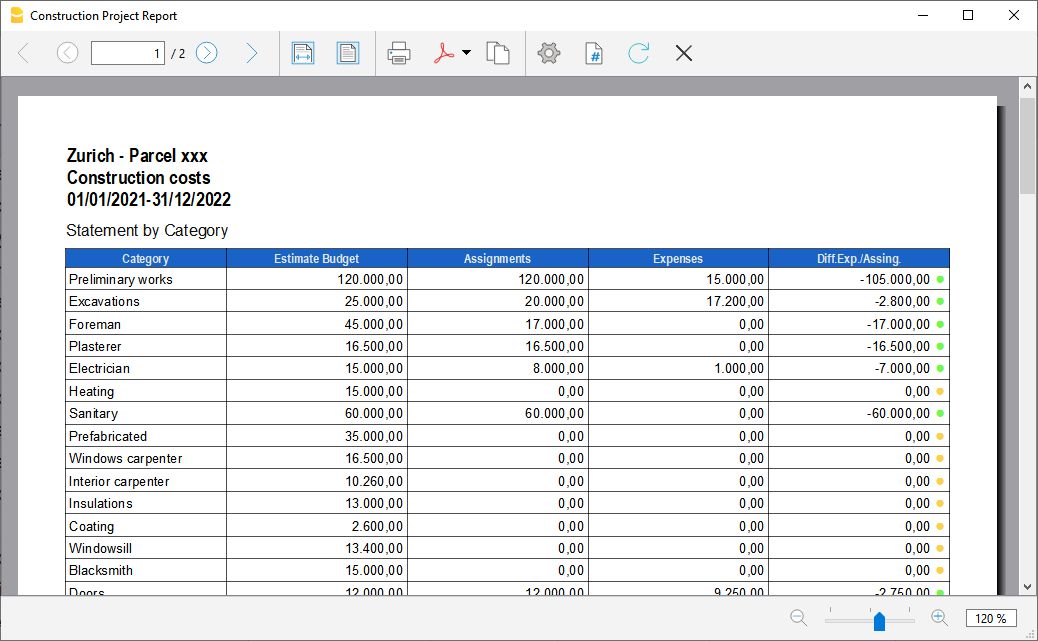 Construction Project Report
1 / 2
Zurich - Parcel xxx
Construction costs
01/01/2021-31/12/2022
Statement by Category
Category Estimate Budget Assignments Expenses Diff.Exp./Assing.
Preliminary works 120.000,00 120.000,00 15.000,00 -105.000,00
Excavations 25.000,00 20.000,00 17.200,00 -2.800,00
Foreman 45.000,00 17.000,00 0,00 -17.000,00
Plasterer 16.500,00 16.500,00 0,00 -16.500,00
Electrician 15.000,00 8.000,00 1.000,00 -7.000,00
Heating 15.000,00 0,00 0,00 0,00
Sanitary 60.000,00 60.000,00 0,00 -60.000,00
Prefabricated 35.000,00 0,00 0,00 0,00
Windows carpenter 16.500,00 0,00 0,00 0,00
Interior carpenter 10.260,00 0,00 0,00 0,00
Insulations 13.000,00 0,00 0,00 0,00
Coating 2.600,00 0,00 0,00 0,00
Windowsill 13.400,00 0,00 0,00 0,00
Blacksmith 15.000,00 0,00 0,00 0,00
Doors 12.000,00 12.000,00 9.250,00 -2.750,00
120 %